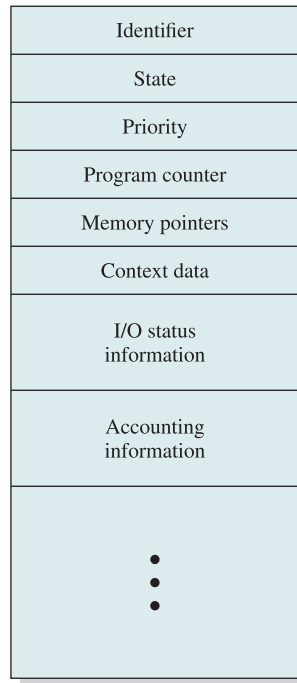 Identifier
State
Priority
Program counter
Memory pointers
Context data
I/O status
information
Accounting
information